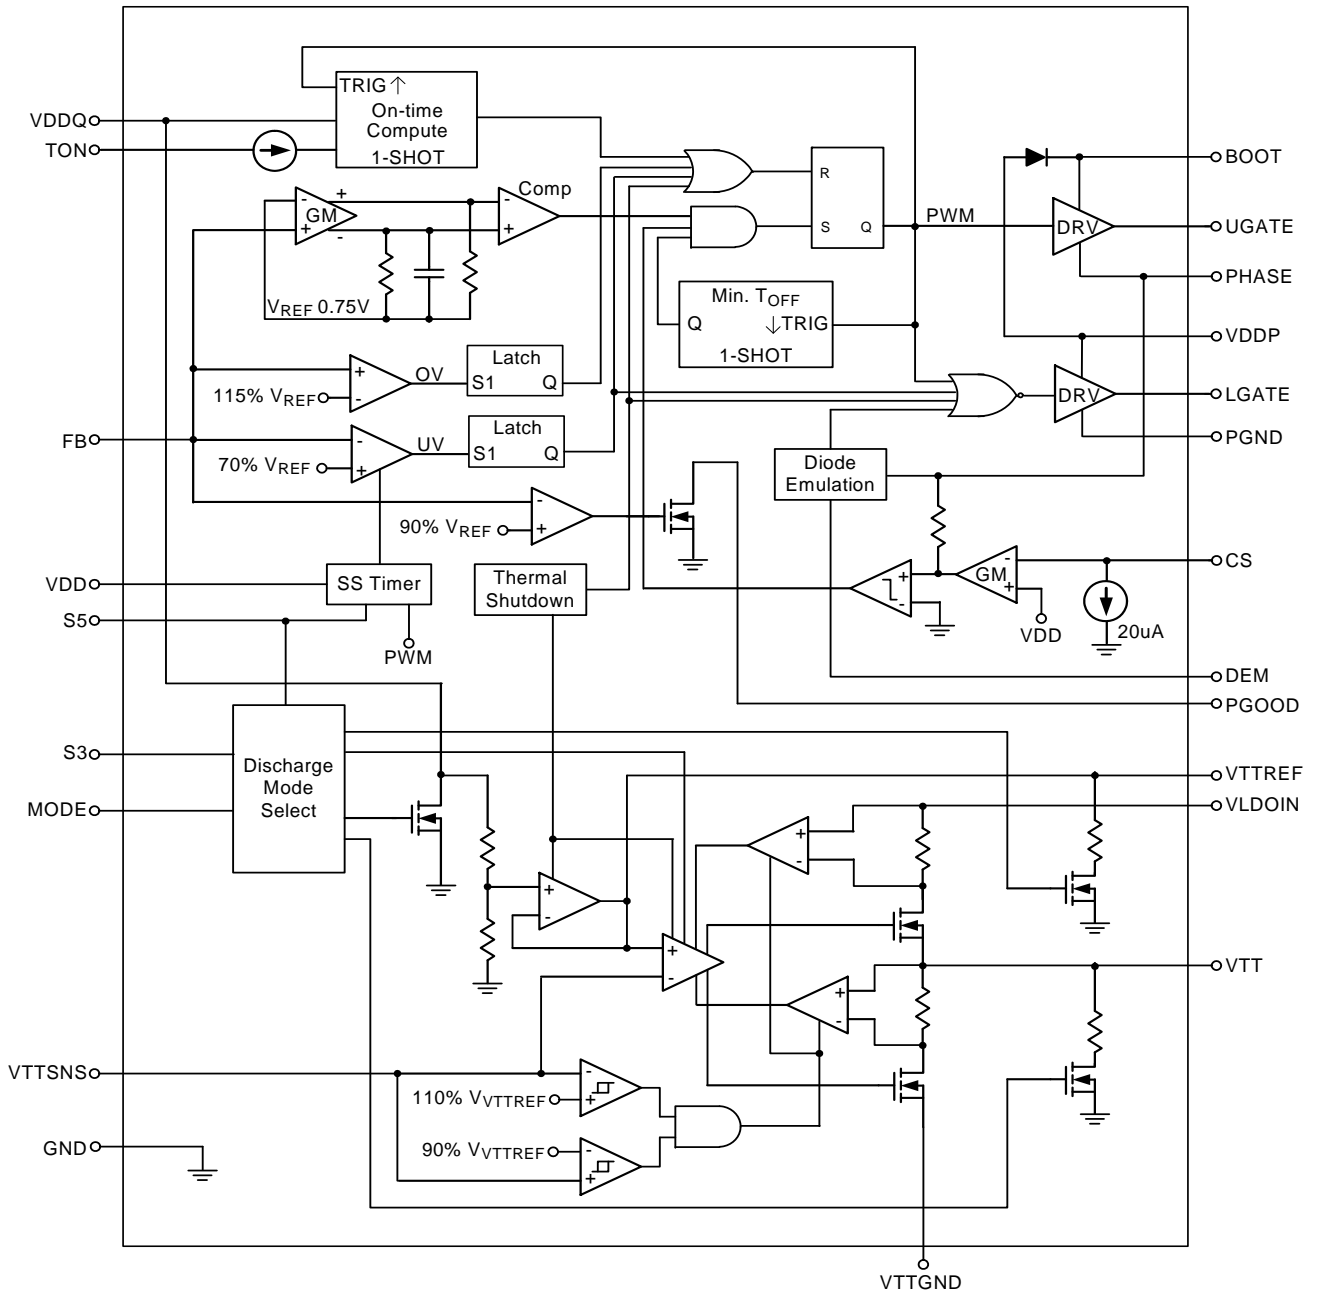 TRIG ↑
On-time
Compute
1-SHOT
VDDQ
TON
BOOT
Comp
R
S
Q
PWM
DRV
UGATE
PHASE
-
+
GM
+
-
-
+
VREF 0.75V
Min. TOFF
Q
↓TRIG
1-SHOT
VDDP
+
-
OV
115% VREF
Latch
S1
Q
DRV
LGATE
PGND
FB
-
+
UV
70% VREF
Latch
S1
Q
Diode
Emulation
-
+
90% VREF
VDD
SS Timer
Thermal
Shutdown
+
-
GM
-
+
VDD
20uA
CS
S5
PWM
DEM
PGOOD
S3
MODE
Discharge
Mode
Select
VTTREF
VLDOIN
+
-
+
-
+
-
+
-
VTT
VTTSNS
-
+
110% VVTTREF
-
+
90% VVTTREF
GND
VTTGND